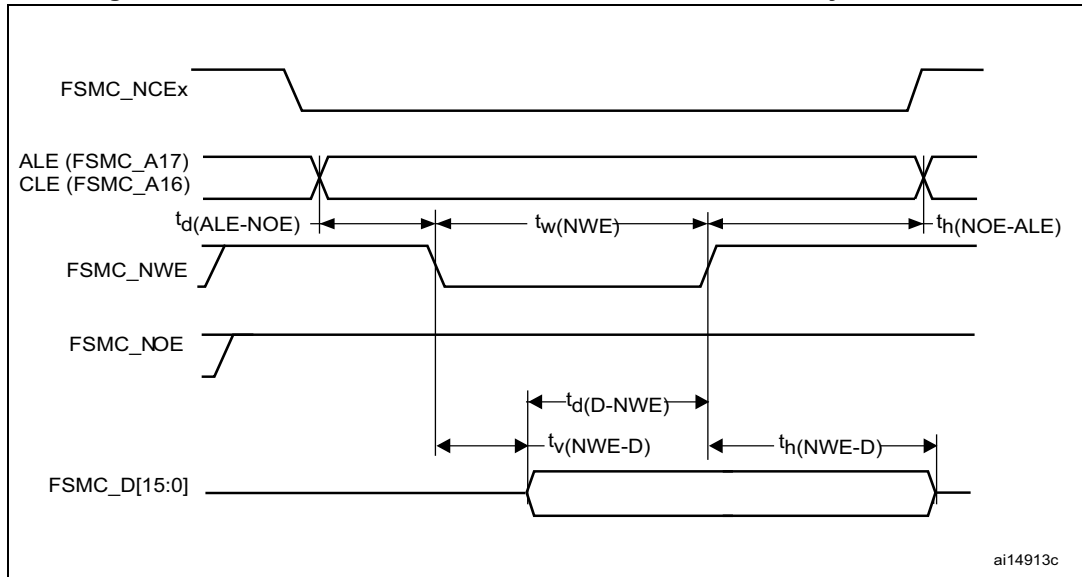 FSMC_NCEx
ALE (FSMC_A17)
CLE (FSMC_A16)
td(ALE-NOE)
tw(NWE)
th(NOE-ALE)
FSMC_NWE
FSMC_NOE
td(D-NWE)
tv(NWE-D)
th(NWE-D)
FSMC_D[15:0]
ai14913c